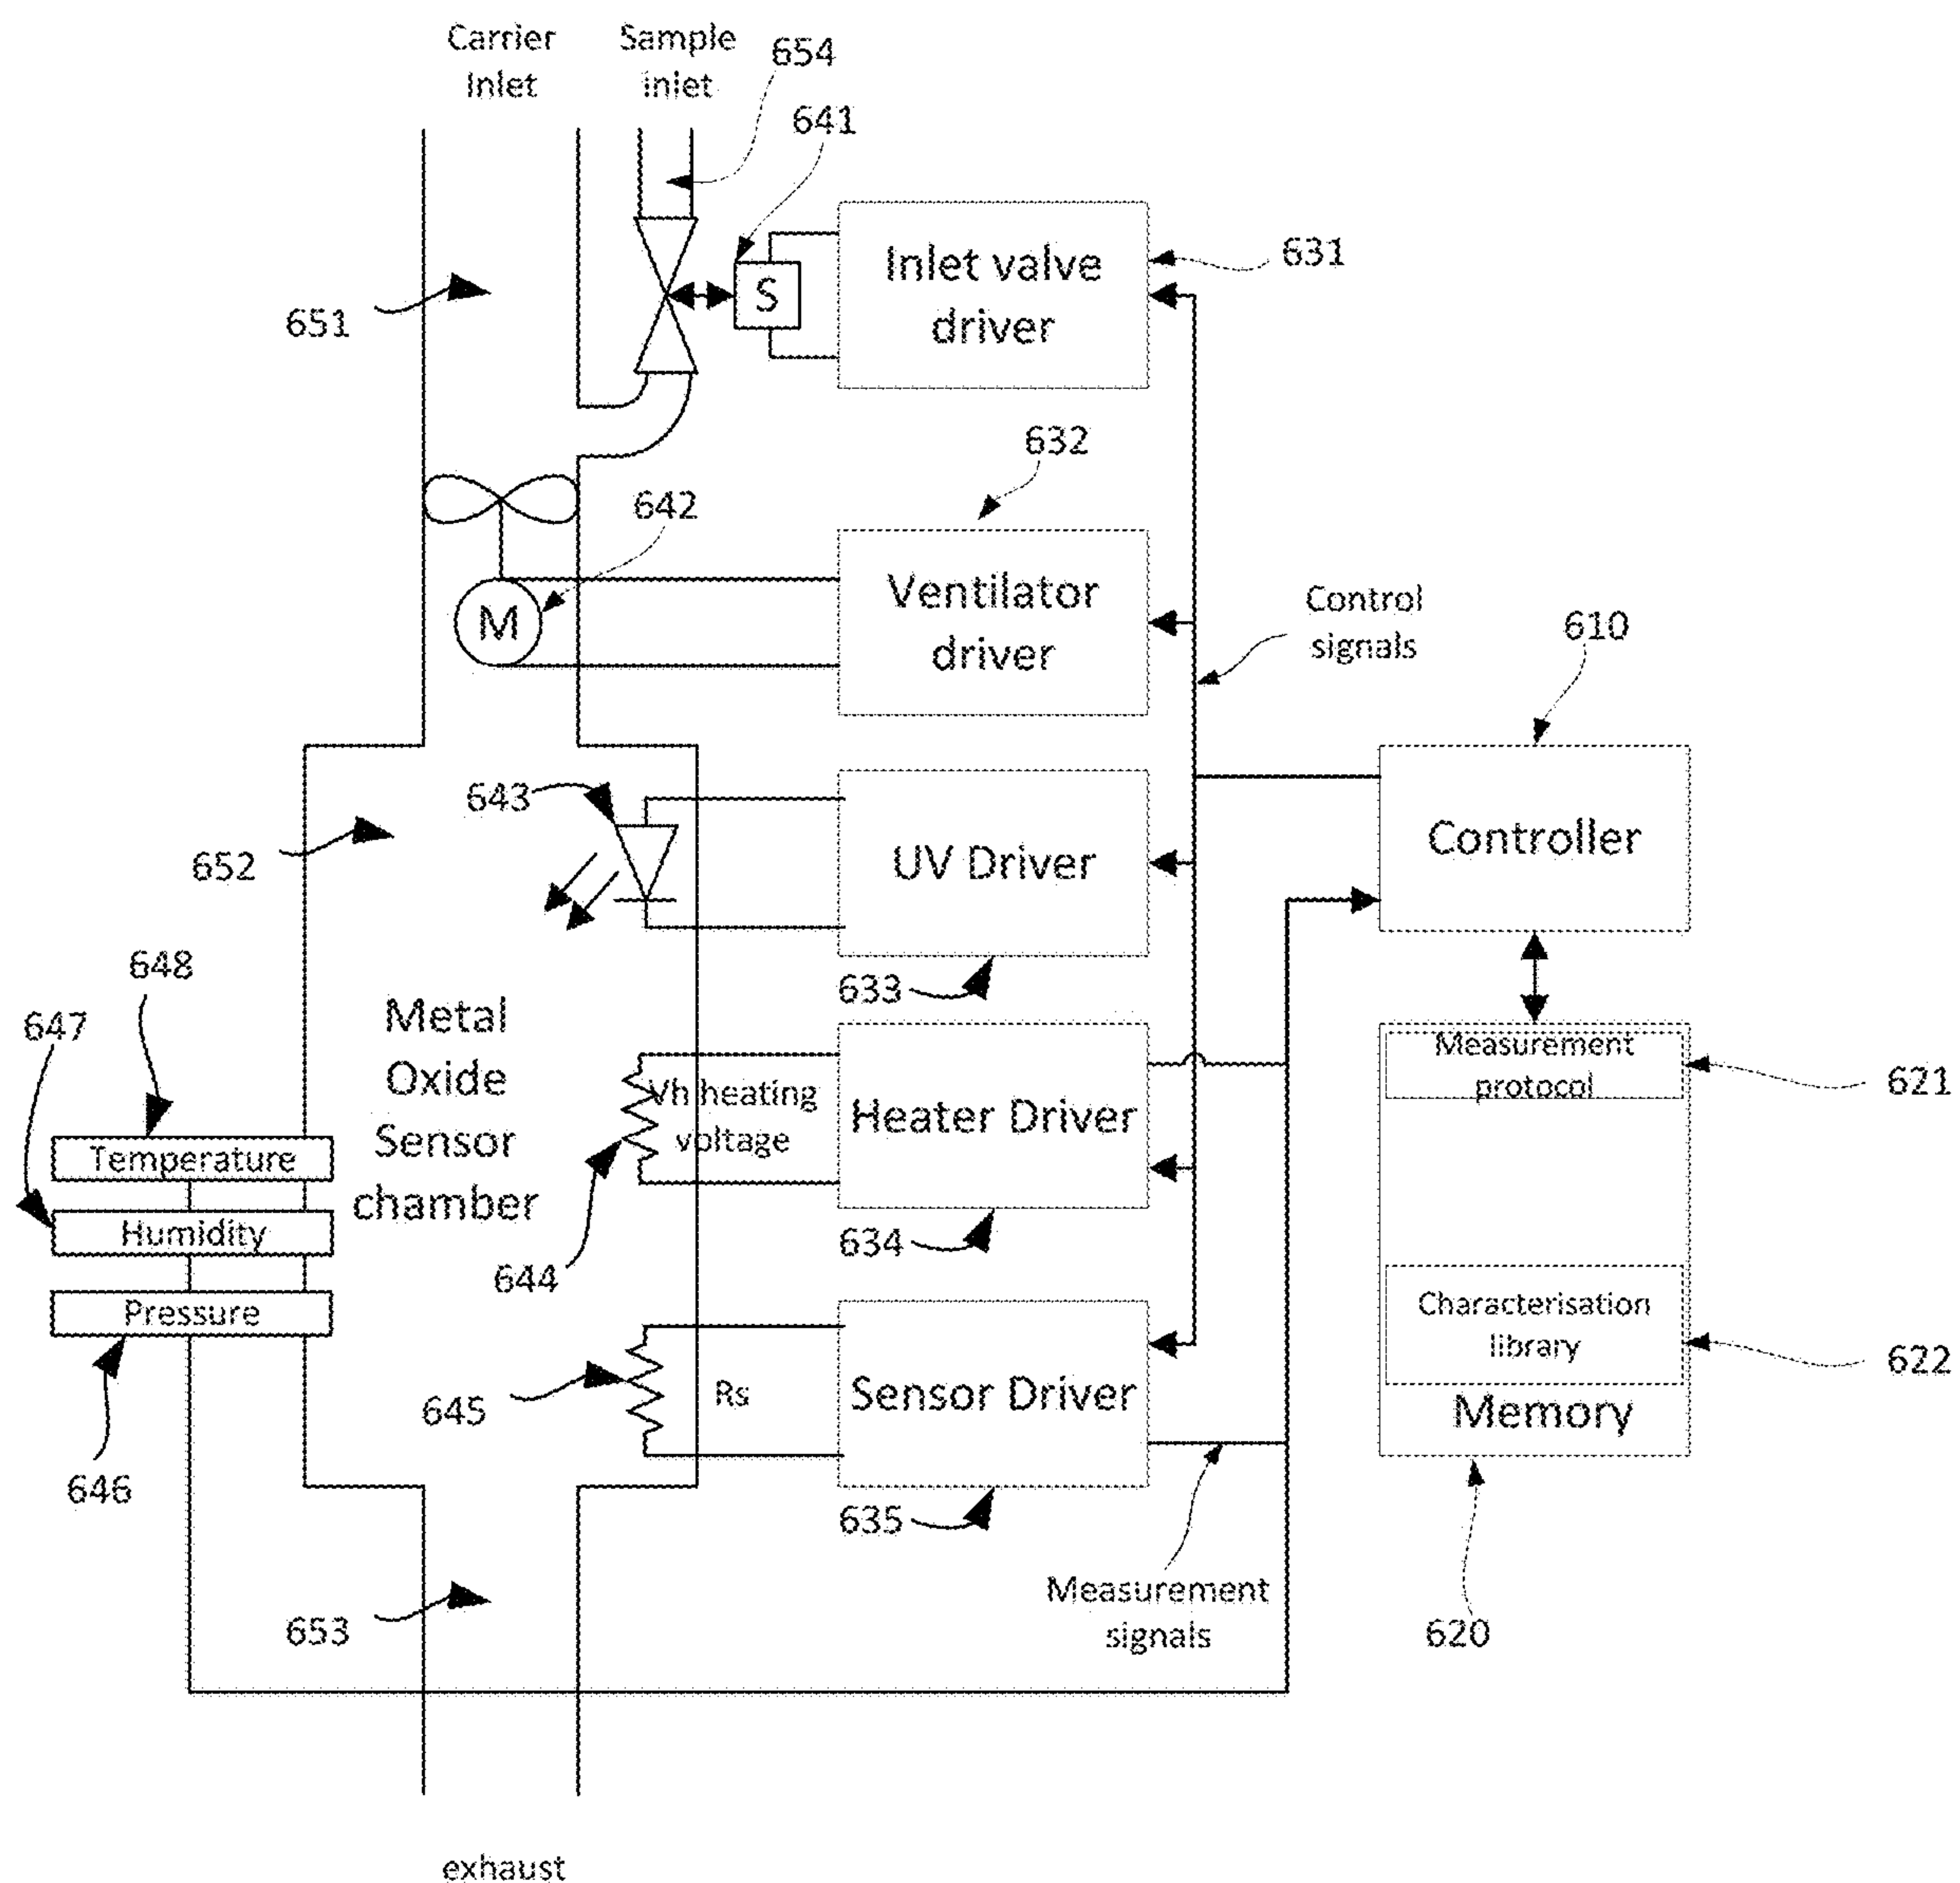 Carrier
Inlet
Sample
inlet
654
641
651
S
Inlet valve
driver
631
632
642
M
Ventilator
driver
Control
signals
610
643
652
UV Driver
633
Controller
648
647
Metal
Oxide
Sensor
chamber
Temperature
Humidity
Pressure
646
Vh heating
voltage
644
Heater Driver
634
Measurement
protocol
621
Characterisation
library
622
Memory
620
645
Rs
Sensor Driver
635
Measurement
signals
653
exhaust